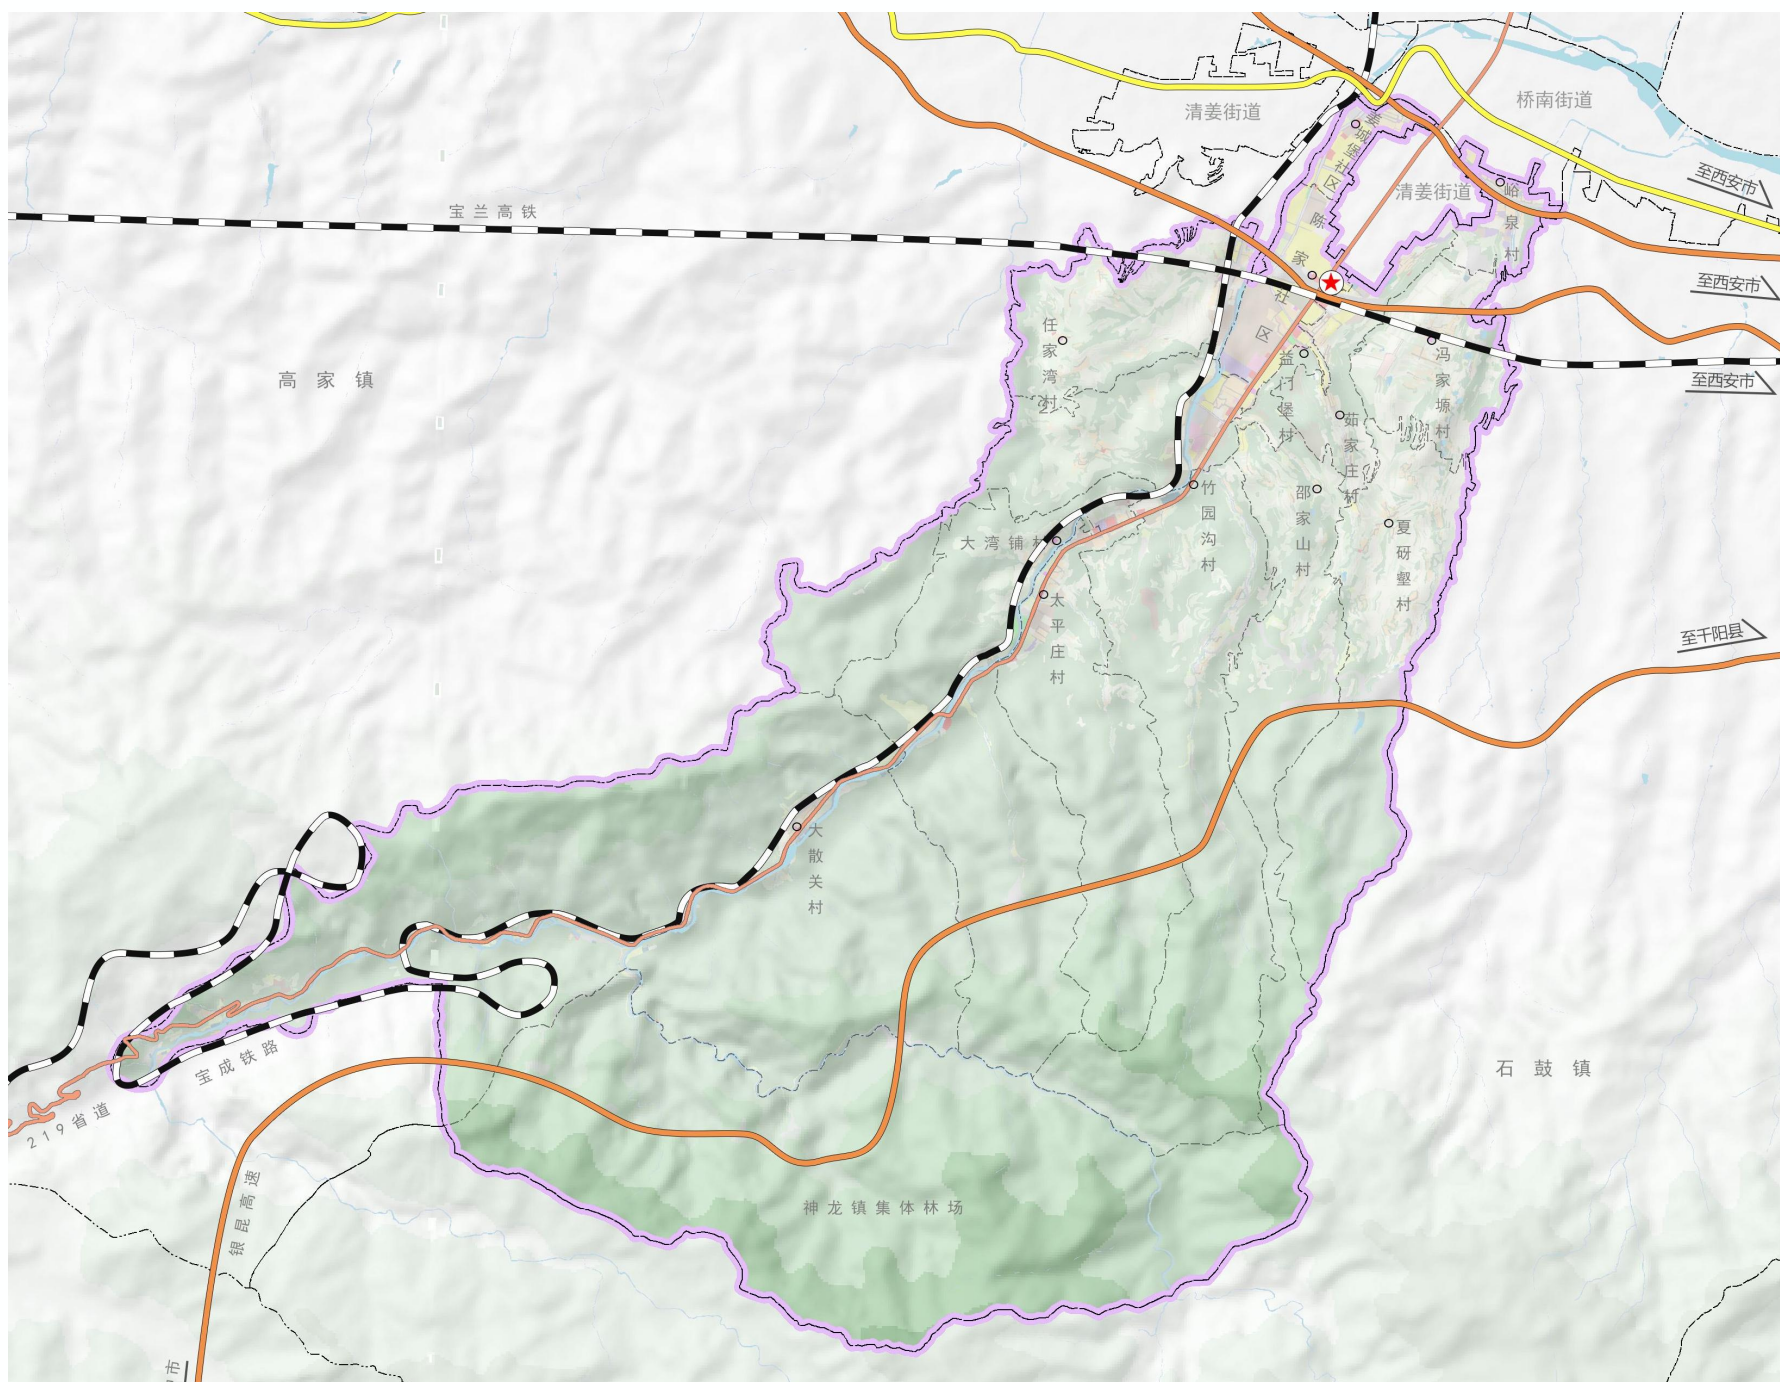 桥南街道
清姜街道
姜城堡社区
至西安市
清姜街道
峪泉村
宝兰高铁
陈家社区
至西安市
任家湾村
高家镇
冯家塬村
至西安市
益门堡村
茹家庄村
竹园沟村
邵家山村
夏砑壑村
大湾铺村
太平庄村
至千阳县
大散关村
宝成铁路
石鼓镇
219省道
银昆高速
神龙镇集体林场
市